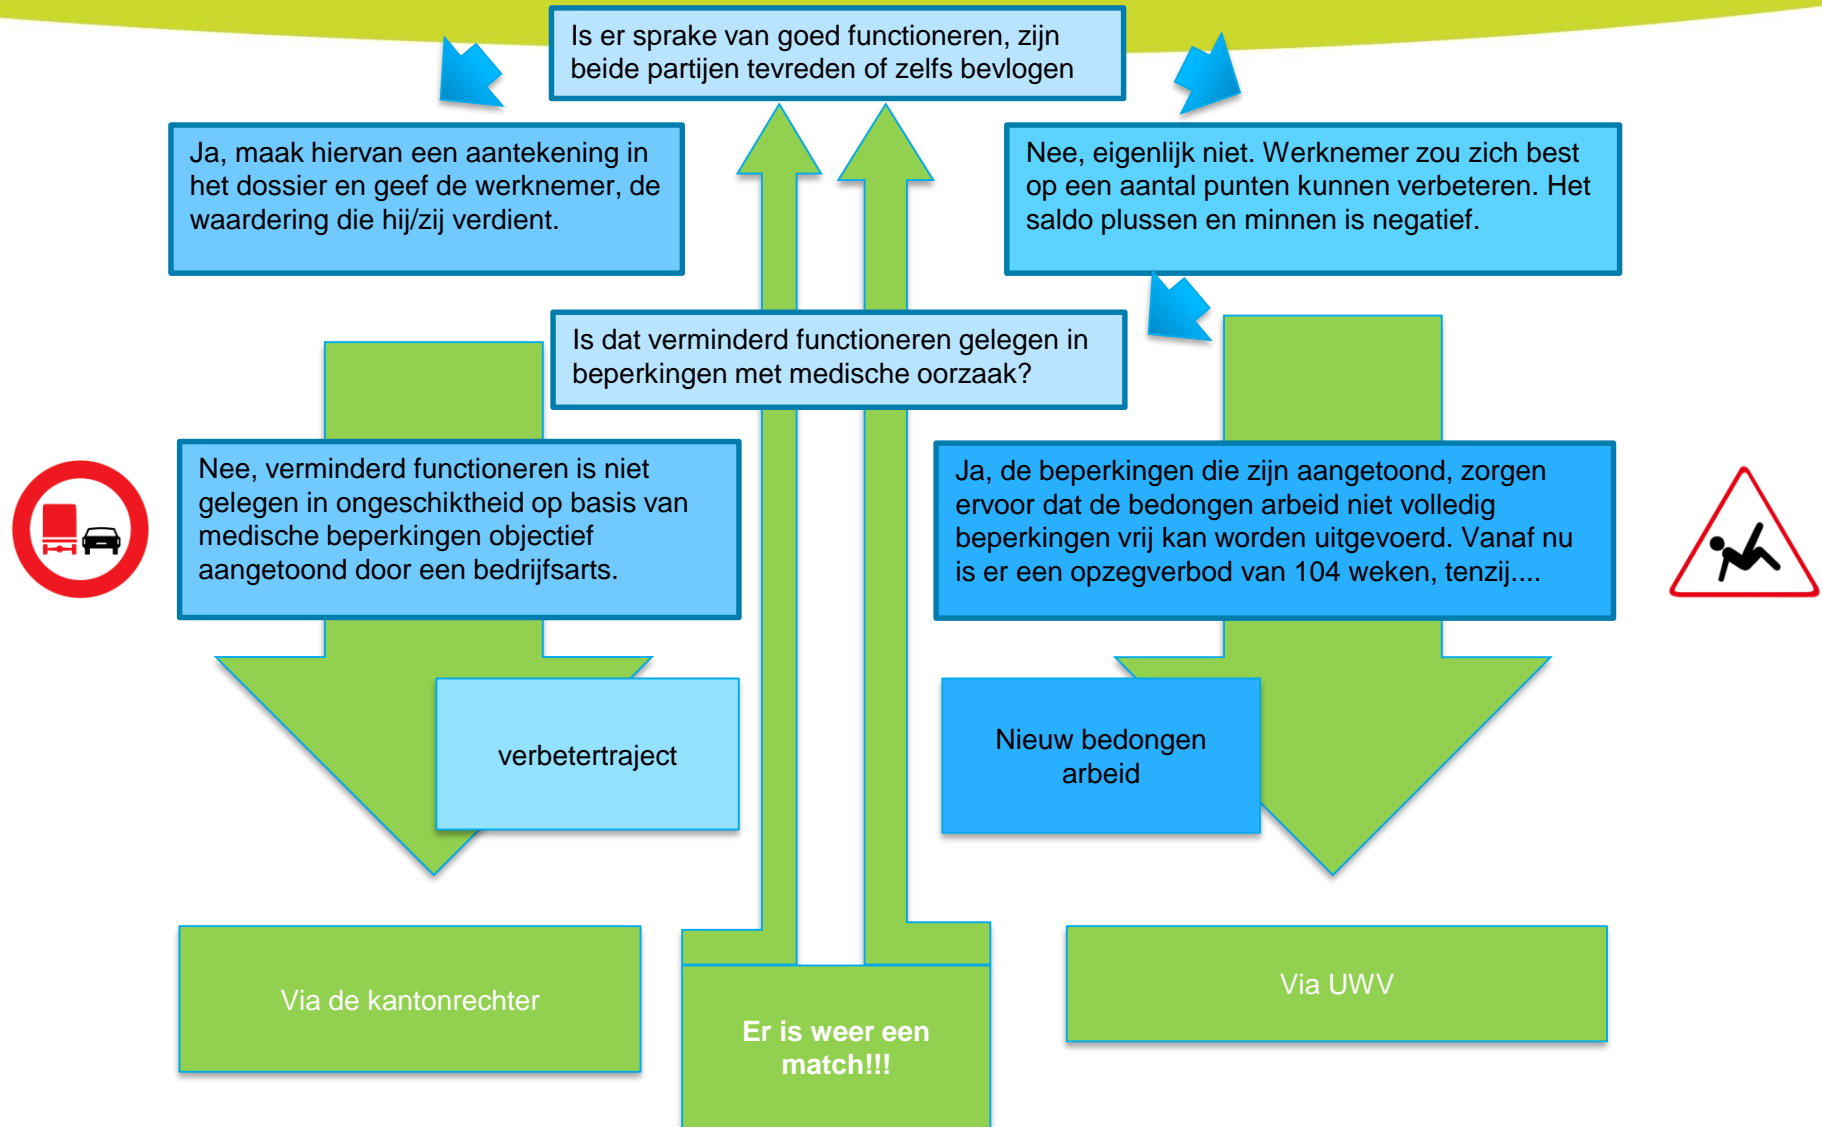 Is er sprake van goed functioneren, zijn
beide partijen tevreden of zelfs bevlogen
Ja, maak hiervan een aantekening in
het dossier en geef de werknemer, de
waardering die hij/zij verdient.
Nee, eigenlijk niet. Werknemer zou zich best
op een aantal punten kunnen verbeteren. Het
saldo plussen en minnen is negatief.
Is dat verminderd functioneren gelegen in
beperkingen met medische oorzaak?
Nee, verminderd functioneren is niet
gelegen in ongeschiktheid op basis van
medische beperkingen objectief
aangetoond door een bedrijfsarts.
Ja, de beperkingen die zijn aangetoond, zorgen
ervoor dat de bedongen arbeid niet volledig
beperkingen vrij kan worden uitgevoerd. Vanaf nu
is er een opzegverbod van 104 weken, tenzij....
verbetertraject
Nieuw bedongen
arbeid
Via de kantonrechter
Er is weer een
match!!!
Via UWV